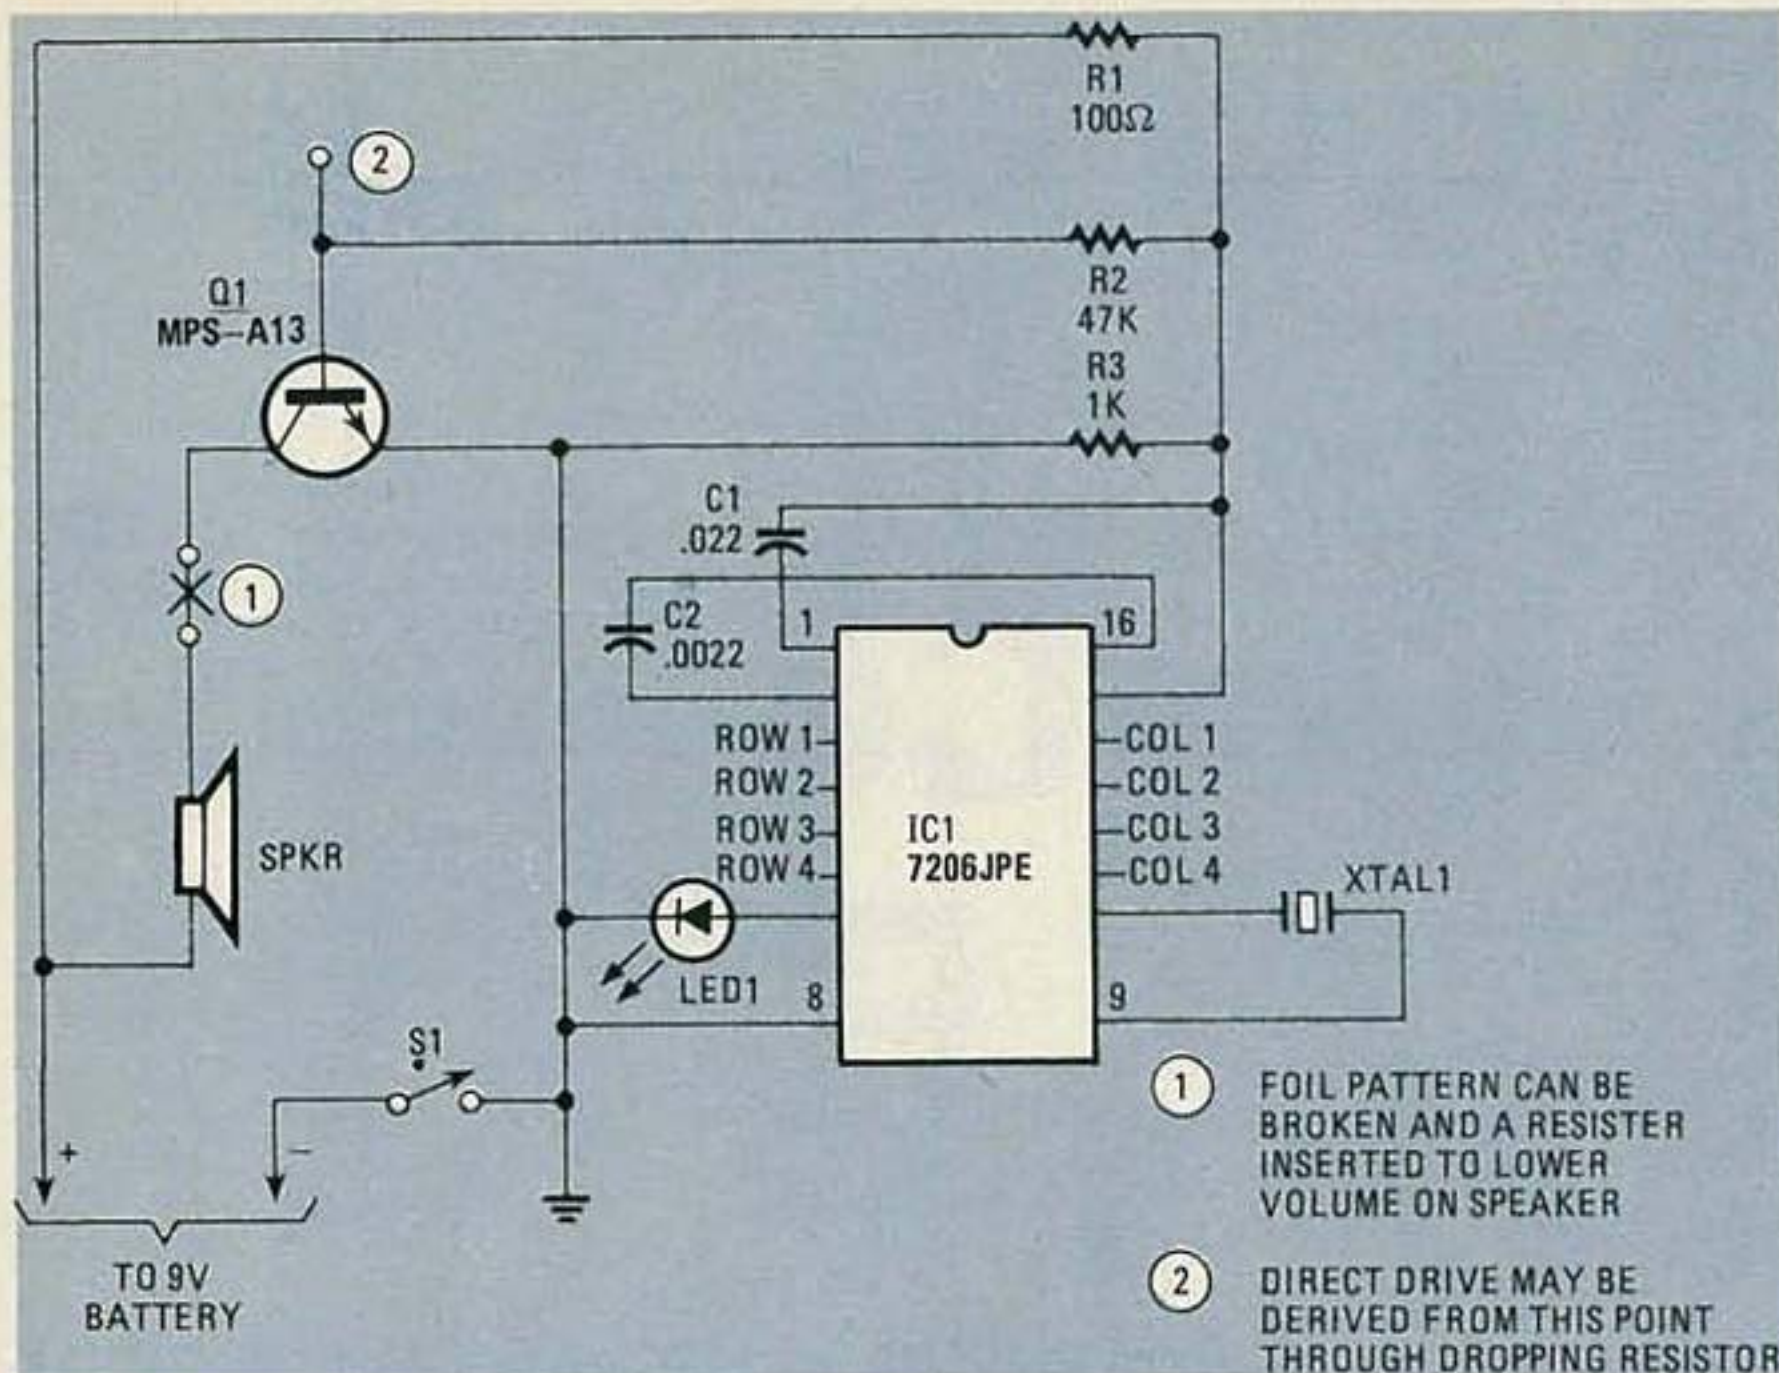 R1
100Ω
2
Q1
MPS-A13
R2
47K
R3
1K
C1
.022
1
C2
.0022
1
16
ROW 1
COL 1
ROW 2
COL 2
ROW 3
COL 3
ROW 4
COL 4
IC1
7206JPE
SPKR
XTAL1
LED1
8
9
S1
+
−
TO 9V
BATTERY
1
FOIL PATTERN CAN BE
BROKEN AND A RESISTER
INSERTED TO LOWER
VOLUME ON SPEAKER
2
DIRECT DRIVE MAY BE
DERIVED FROM THIS POINT
THROUGH DROPPING RESISTOR